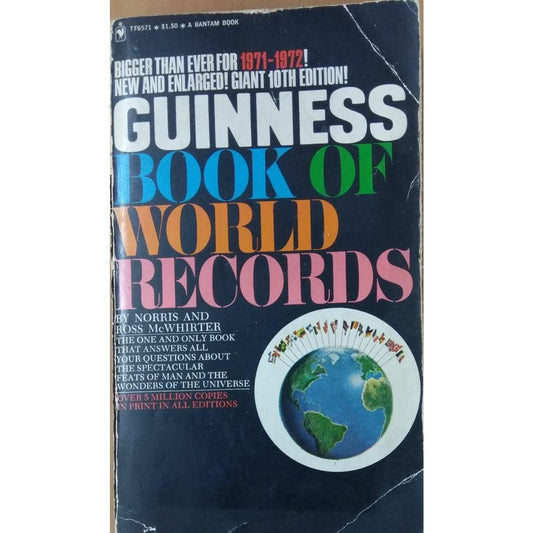 TF6571 * $1.50 * A BANTAM BOOK
BIGGER THAN EVER FOR 1971-1972!
NEW AND ENLARGED! GIANT 10TH EDITION!
GUINNESS
BOOK OF
WORLD
RECORDS
BY NORRIS AND
ROSS McWHIRTER
THE ONE AND ONLY BOOK
THAT ANSWERS ALL
YOUR QUESTIONS ABOUT
THE SPECTACULAR
FEATS OF MAN AND THE
WONDERS OF THE UNIVERSE
OVER 5 MILLION COPIES
IN PRINT IN ALL EDITIONS